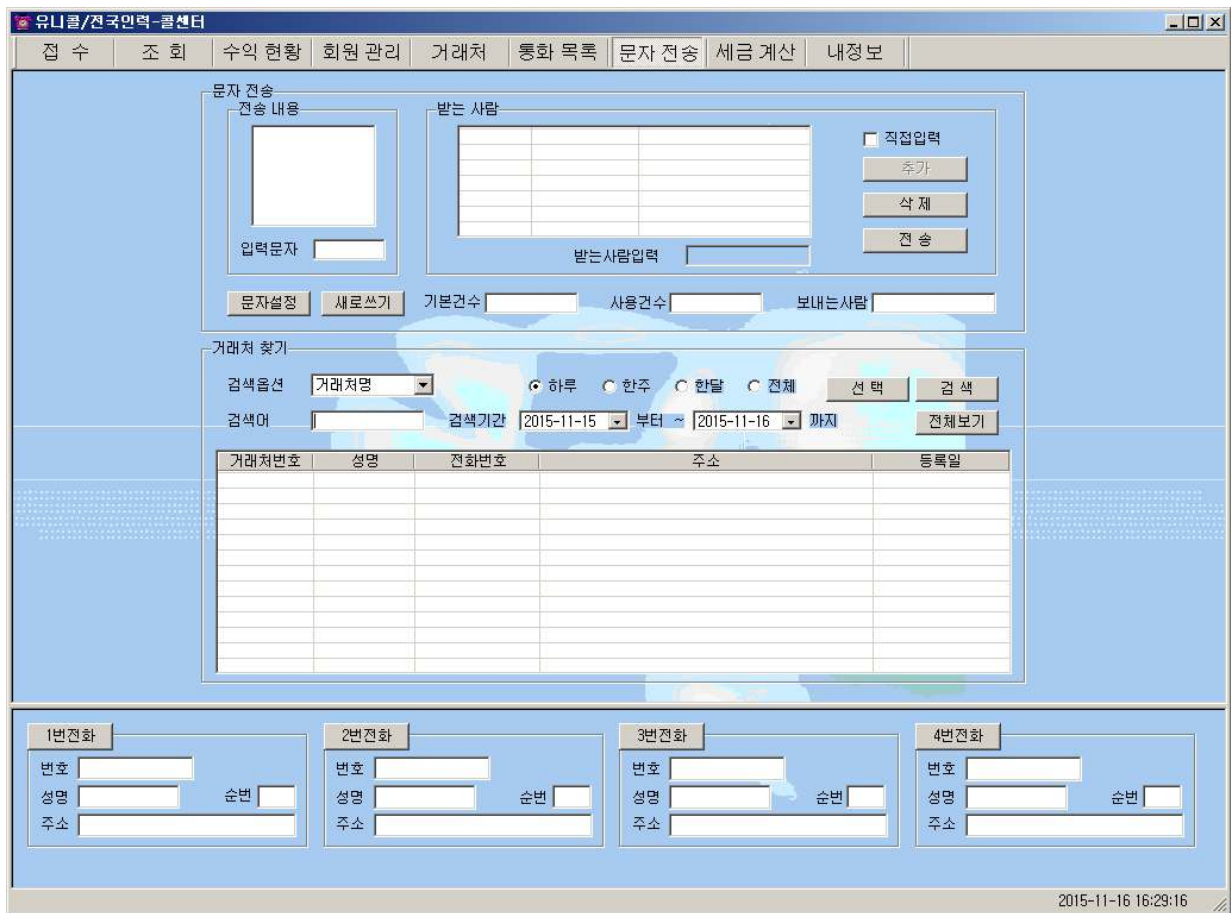 유니콜/전국인력-콜센터
접 수 조 회 수익 현황 회원 관리 거래처 통화 목록 문자 전송 세금 계산 내정보
문자 전송
전송 내용 받는 사람
직접입력
추가
삭 제
전 송
입력문자 받는사람입력
문자설정 새로쓰기 기본건수 사용건수 보내는사람
거래처 찾기
검색옵션 거래처명 하루 한주 한달 전체 선 택 검 색
검색어 검색기간 2015-11-15 부터 ~ 2015-11-16 까지 전체보기
거래처번호 성명 전화번호 주소 등록일
1번전화 2번전화 3번전화 4번전화
번호 번호 번호 번호
성명 순번 성명 순번 성명 순번 성명 순번
주소 주소 주소 주소
2015-11-16 16:29:16